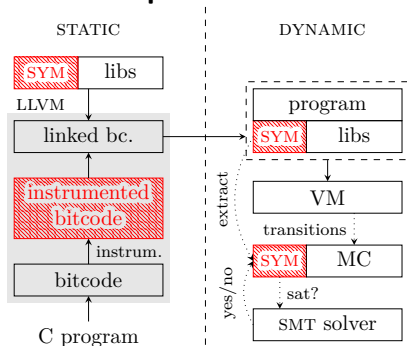 STATIC
DYNAMIC
SYM libs
LLVM
linked bc.
instrumented
bitcode
instrum.
bitcode
C program
program
SYM libs
extract
VM
transitions
SYM MC
yes/no
sat?
SMT solver